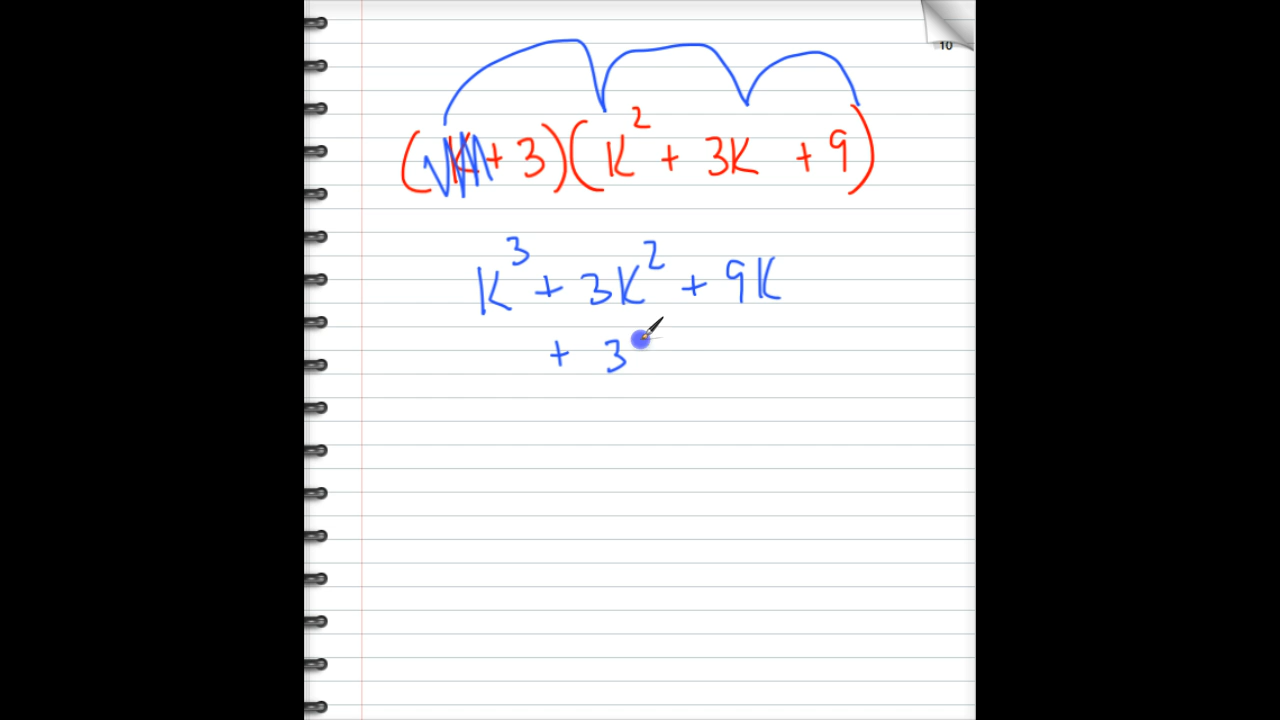 10
(K + 3)(K² + 3K + 9)
K³ + 3K² + 9K
+ 3